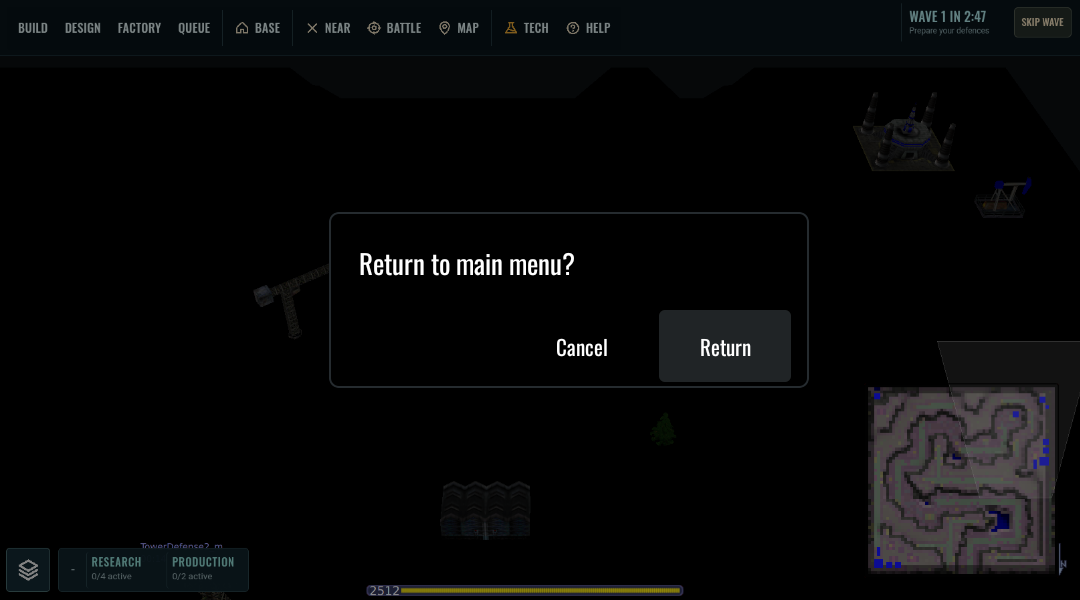 BUILD DESIGN FACTORY QUEUE BASE NEAR BATTLE MAP TECH HELP
WAVE 1 IN 2:47
Prepare your defences
SKIP WAVE
Return to main menu?
Cancel Return
TowerDefense2_m
RESEARCH PRODUCTION
- 0/4 active 0/2 active
2512
N